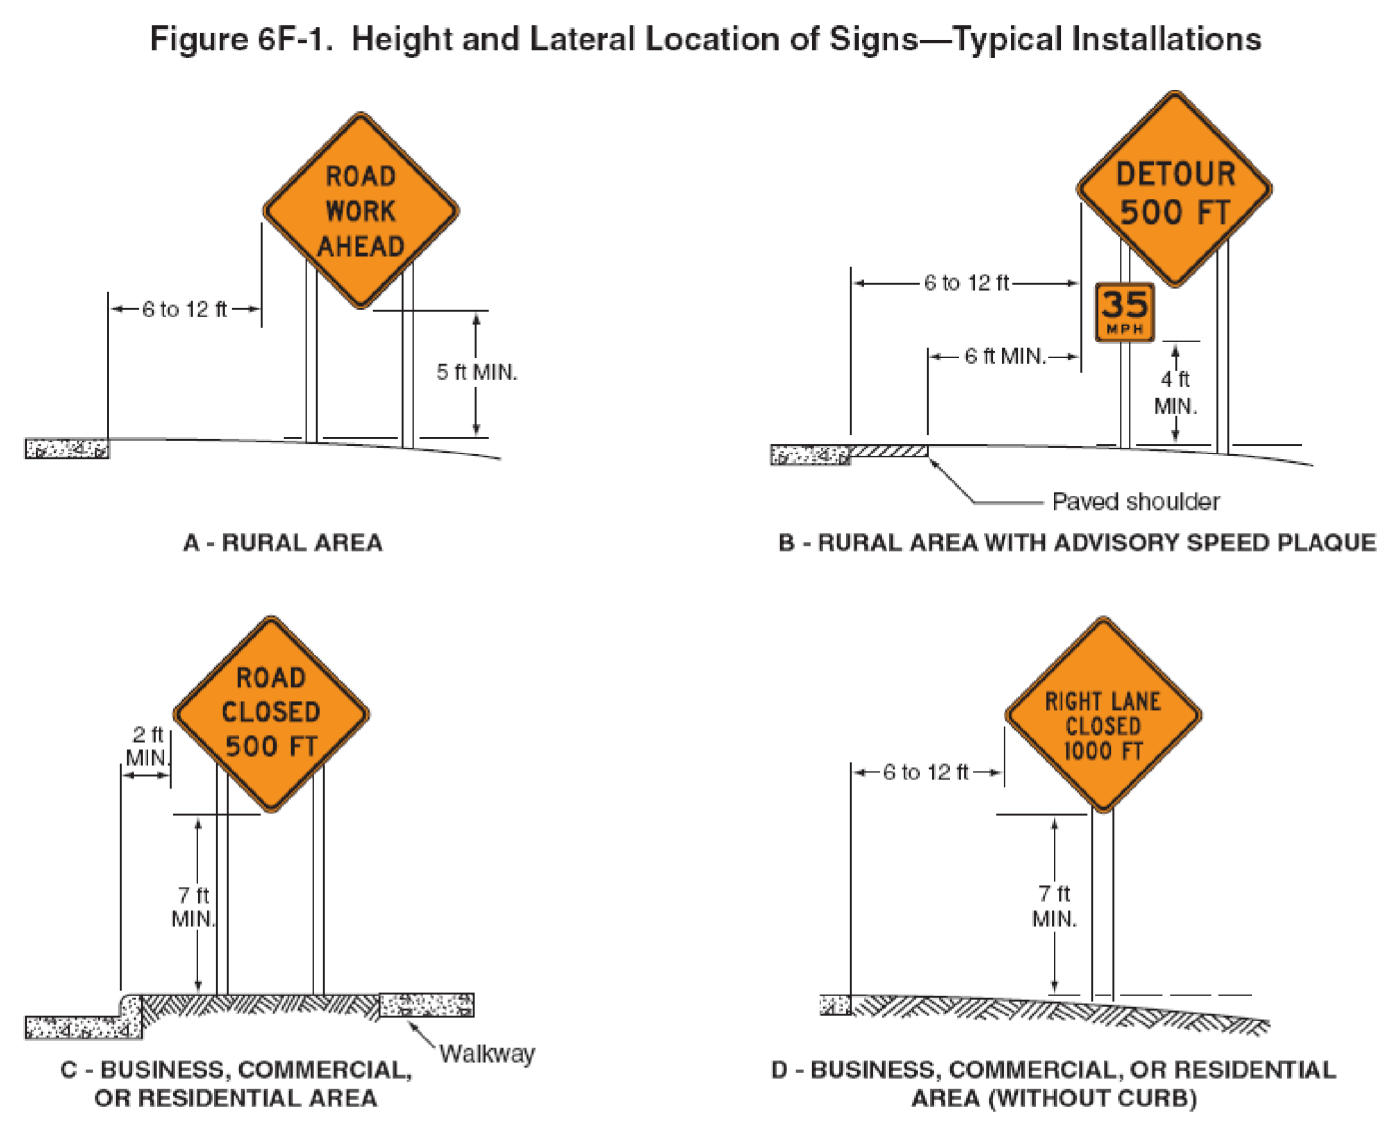 Figure 6F-1. Height and Lateral Location of Signs—Typical Installations
ROAD
WORK
AHEAD
6 to 12 ft
5 ft MIN.
A - RURAL AREA
DETOUR
500 FT
6 to 12 ft
35
MPH
6 ft MIN.
4 ft
MIN.
Paved shoulder
B - RURAL AREA WITH ADVISORY SPEED PLAQUE
ROAD
CLOSED
500 FT
2 ft
MIN.
7 ft
MIN.
Walkway
C - BUSINESS, COMMERCIAL,
OR RESIDENTIAL AREA
RIGHT LANE
CLOSED
1000 FT
6 to 12 ft
7 ft
MIN.
D - BUSINESS, COMMERCIAL, OR RESIDENTIAL
AREA (WITHOUT CURB)